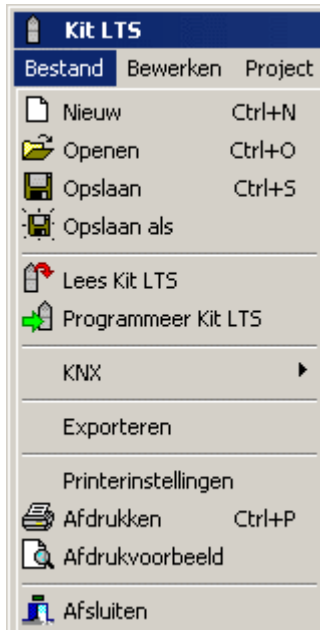 Kit LTS
Bestand Bewerken Project
Nieuw Ctrl+N
Openen Ctrl+O
Opslaan Ctrl+S
Opslaan als
Lees Kit LTS
Programmeer Kit LTS
KNX
Exporteren
Printerinstellingen
Afdrukken Ctrl+P
Afdrukvoorbeeld
Afsluiten